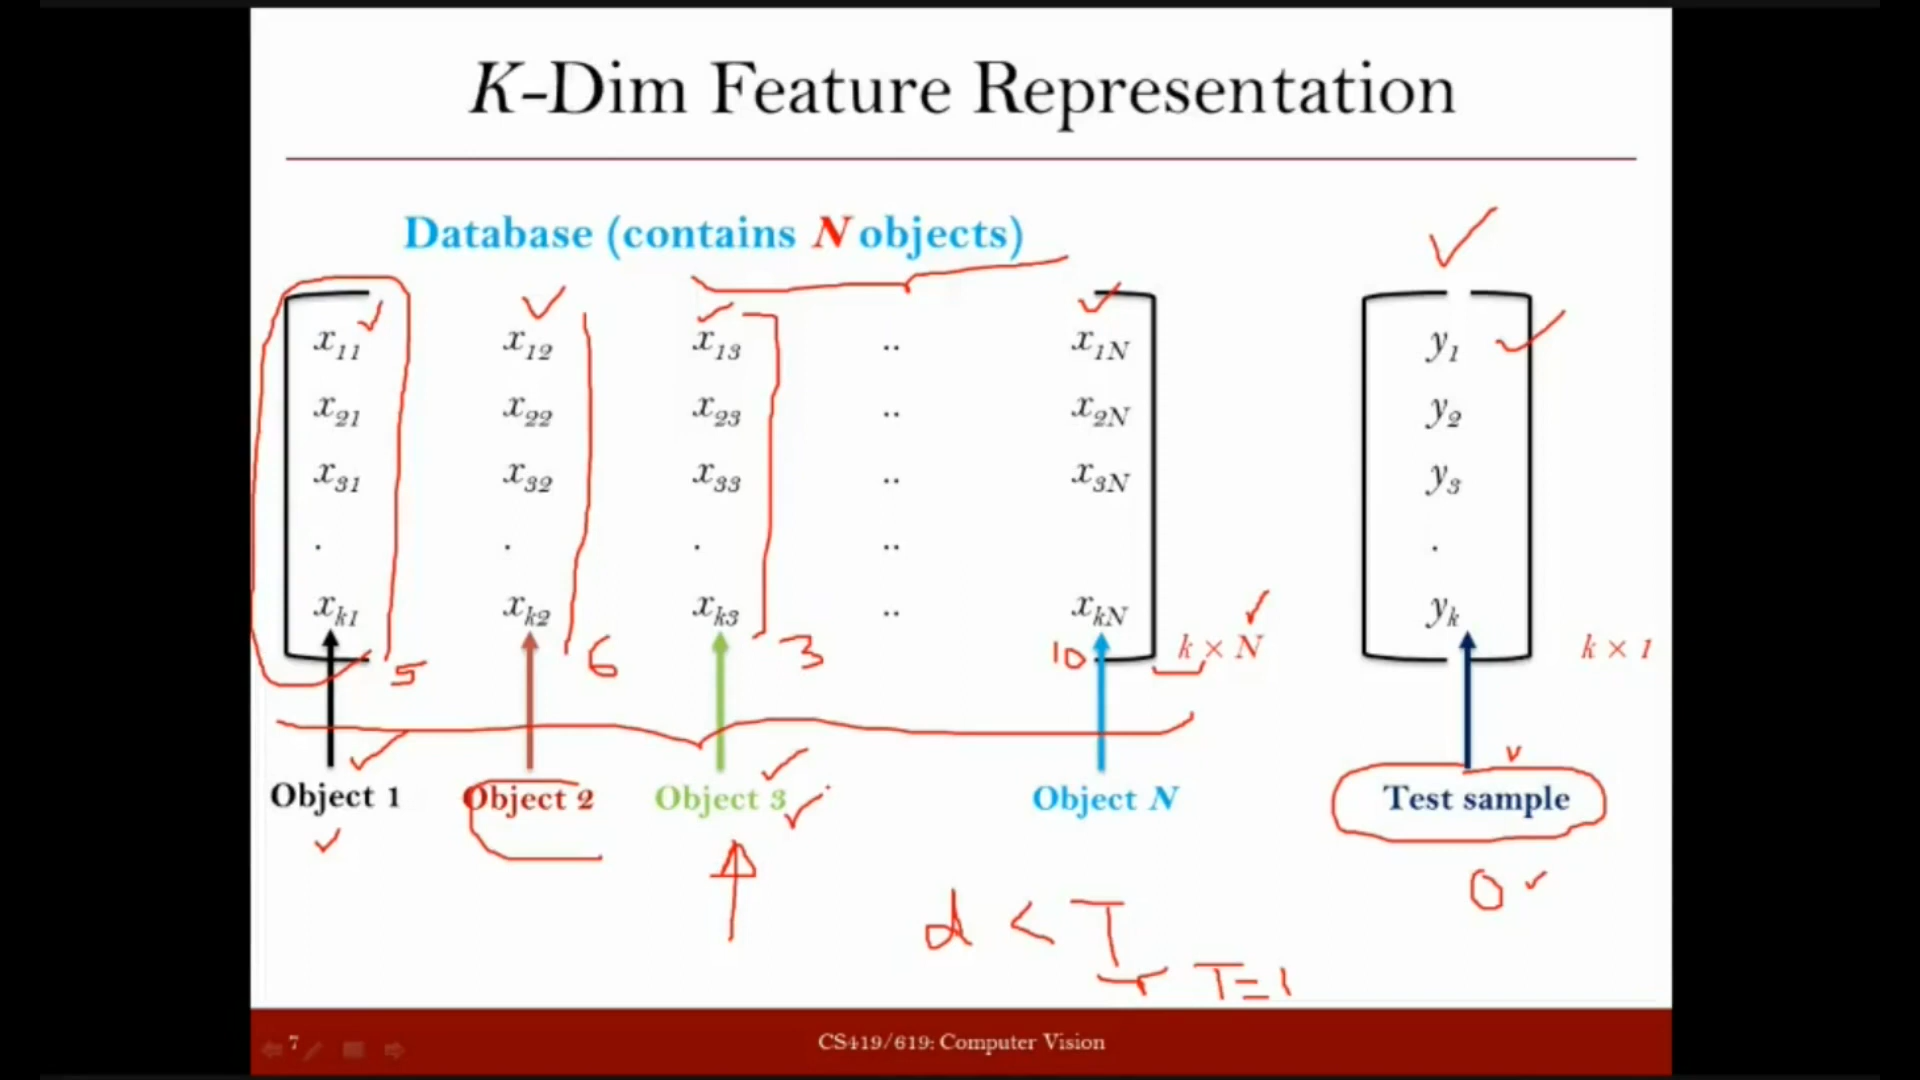 K-Dim Feature Representation
Database (contains N objects)
x11 x12 x13 .. x1N y1
x21 x22 x23 .. x2N y2
x31 x32 x33 .. x3N y3
. . . .. .
xk1 xk2 xk3 .. xkN yk
5 6 3 10 k × N k × 1
Object 1 Object 2 Object 3 Object N Test sample
0
d < T
T=1
7 CS419/619: Computer Vision